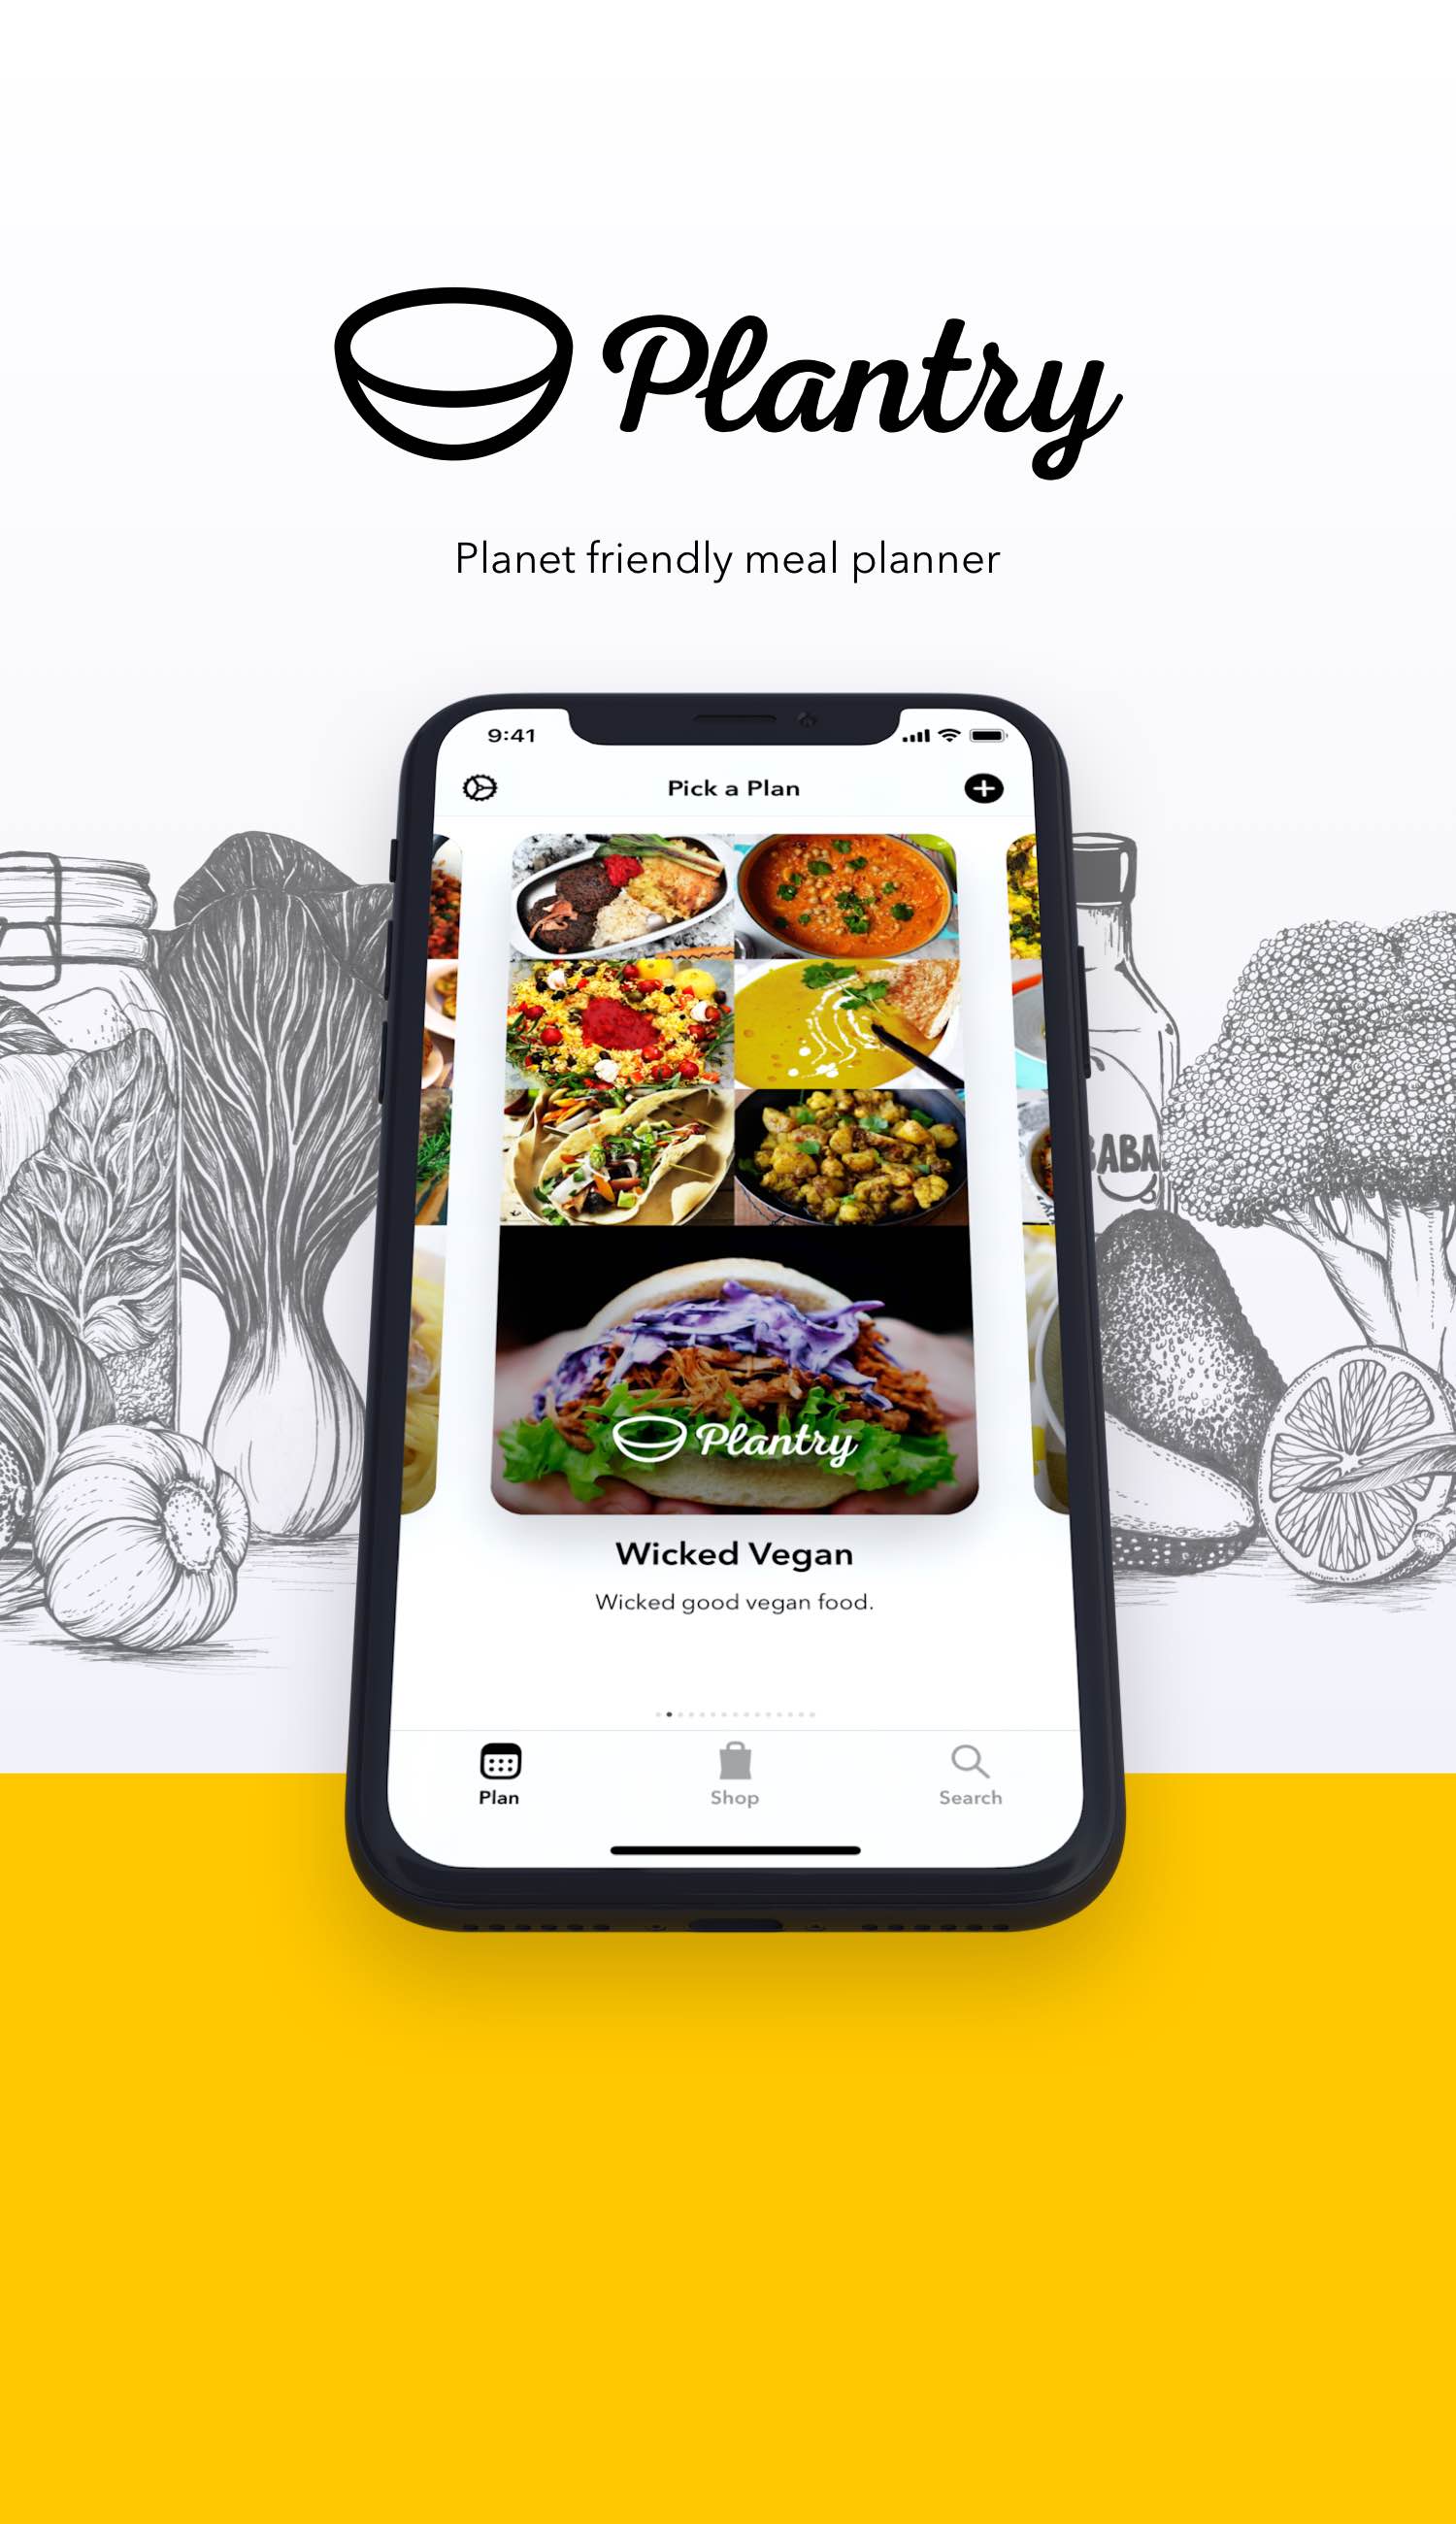 Plantry
Planet friendly meal planner
9:41
Pick a Plan
BABA
Plantry
Wicked Vegan
Wicked good vegan food.
Plan
Shop
Search